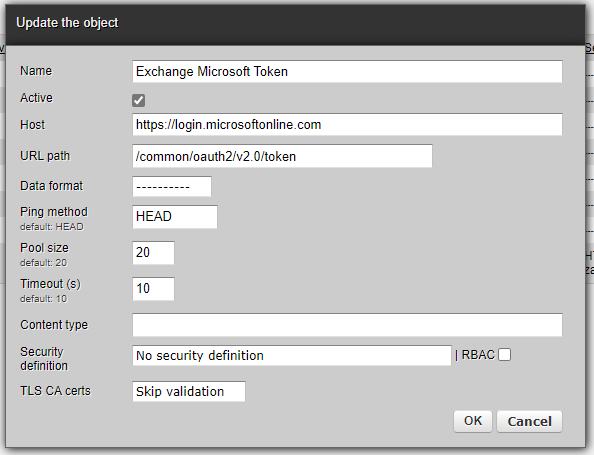 Update the object
Name
Exchange Microsoft Token
Active
Host
https://login.microsoftonline.com
URL path
/common/oauth2/v2.0/token
Data format
----------
Ping method
default: HEAD
HEAD
Pool size
default: 20
20
Timeout (s)
default: 10
10
Content type
Security
definition
No security definition
| RBAC
TLS CA certs
Skip validation
OK
Cancel